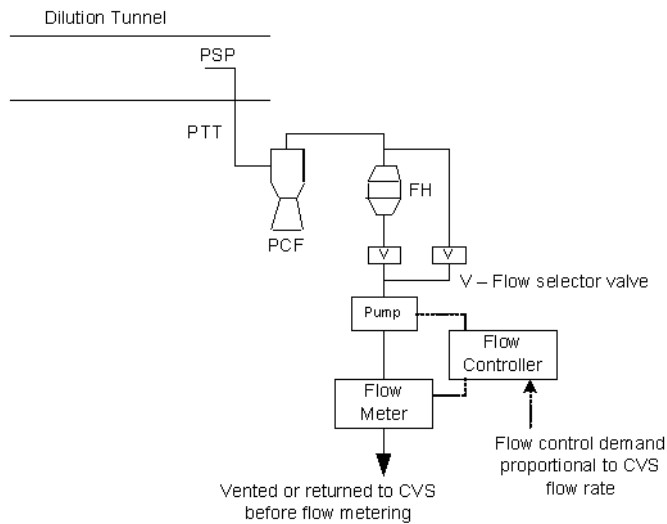 Dilution Tunnel
PSP
PTT
FH
PCF
V
V
V – Flow selector valve
Pump
Flow
Controller
Flow
Meter
Flow control demand
proportional to CVS
flow rate
Vented or returned to CVS
before flow metering